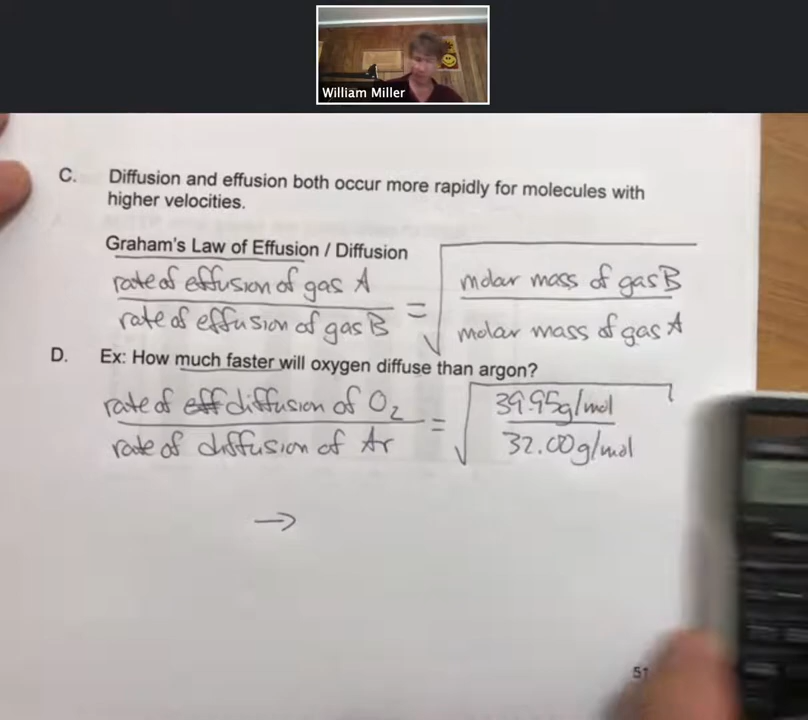 William Miller
C. Diffusion and effusion both occur more rapidly for molecules with
higher velocities.
Graham's Law of Effusion / Diffusion
rate of effusion of gas A
rate of effusion of gas B
=
molar mass of gas B
molar mass of gas A
D. Ex: How much faster will oxygen diffuse than argon?
rate of eff diffusion of O₂
rate of diffusion of Ar
=
√
39.95g/mol
32.00g/mol
→
51